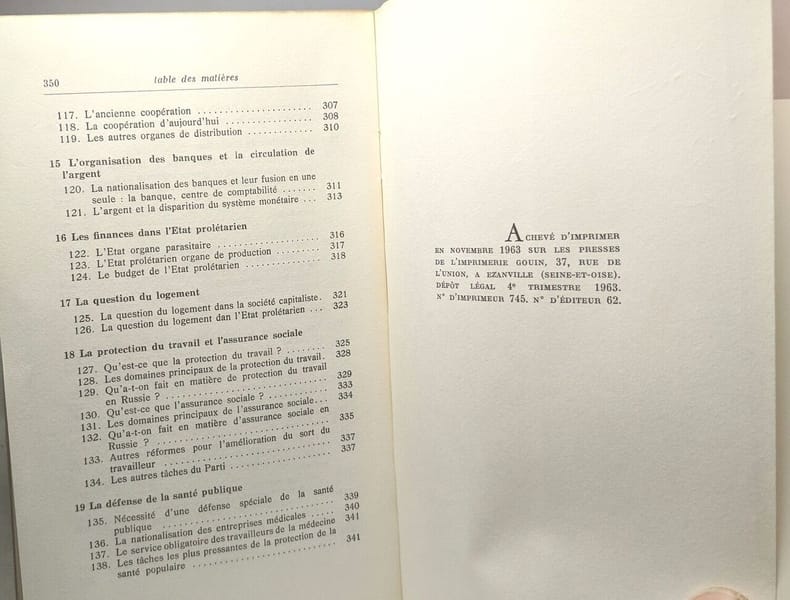 350 table des matières
117. L'ancienne coopération .................... 307
118. La coopération d'aujourd'hui ................ 308
119. Les autres organes de distribution ............ 310
15 L'organisation des banques et la circulation de
l'argent
120. La nationalisation des banques et leur fusion en une
seule : la banque, centre de comptabilité ....... 311
121. L'argent et la disparition du système monétaire ... 313
16 Les finances dans l'Etat prolétarien
122. L'Etat organe parasitaire .................. 316
123. L'Etat prolétarien organe de production ........ 317
124. Le budget de l'Etat prolétarien ............. 318
17 La question du logement
125. La question du logement dans la société capitaliste. 321
126. La question du logement dan l'Etat prolétarien ... 323
18 La protection du travail et l'assurance sociale
127. Qu'est-ce que la protection du travail ? ........ 325
128. Les domaines principaux de la protection du travail. 328
129. Qu'a-t-on fait en matière de protection du travail
en Russie ? ........................... 329
130. Qu'est-ce que l'assurance sociale ? ............ 333
131. Les domaines principaux de l'assurance sociale... 334
132. Qu'a-t-on fait en matière d'assurance sociale en
Russie ? ............................. 335
133. Autres réformes pour l'amélioration du sort du
travailleur ........................... 337
134. Les autres tâches du Parti .................. 337
19 La défense de la santé publique
135. Nécessité d'une défense spéciale de la santé
publique ............................. 339
136. La nationalisation des entreprises médicales ..... 340
137. Le service obligatoire des travailleurs de la médecine 341
138. Les tâches les plus pressantes de la protection de la
santé populaire ........................ 341
ACHEVÉ D'IMPRIMER
EN NOVEMBRE 1963 SUR LES PRESSES
DE L'IMPRIMERIE GOUIN, 37, RUE DE
L'UNION, A EZANVILLE (SEINE-ET-OISE).
DÉPÔT LÉGAL 4e TRIMESTRE 1963.
N° D'IMPRIMEUR 745. N° D'ÉDITEUR 62.